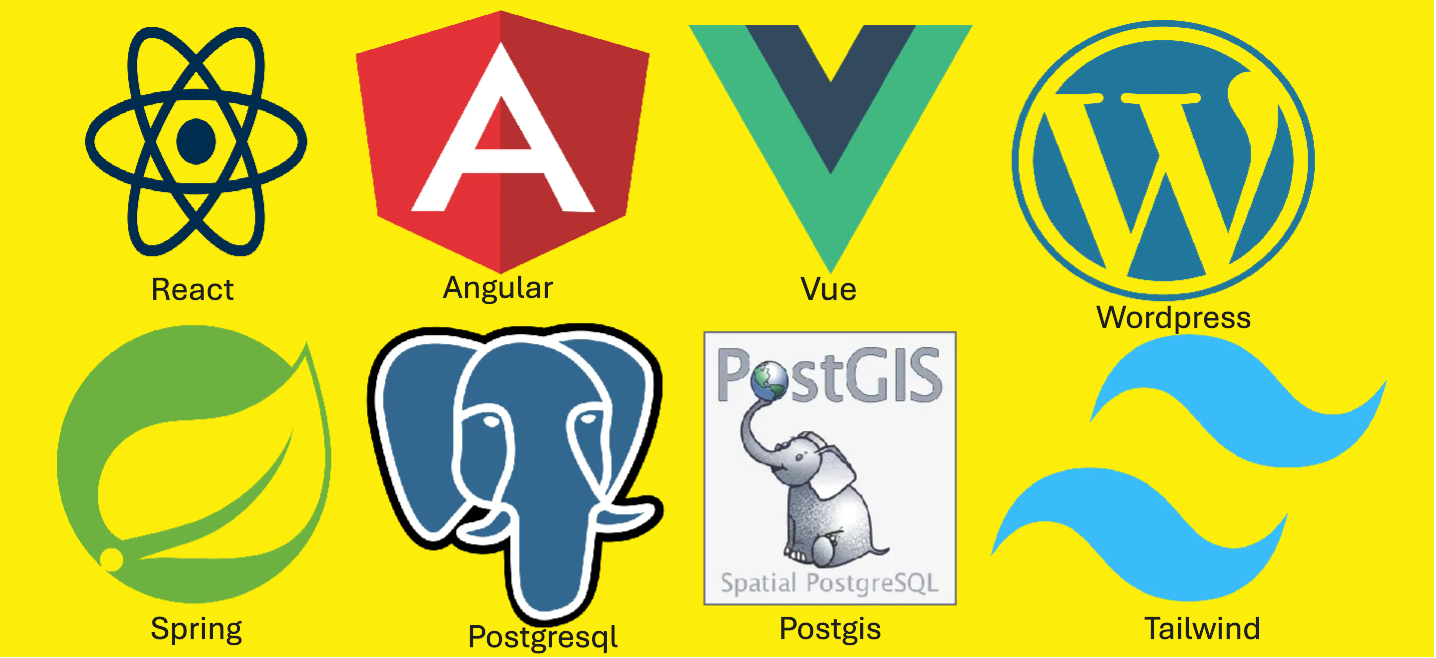 React
Angular
Vue
Wordpress
PostGIS
Spatial PostgreSQL
Spring
Postgresql
Postgis
Tailwind